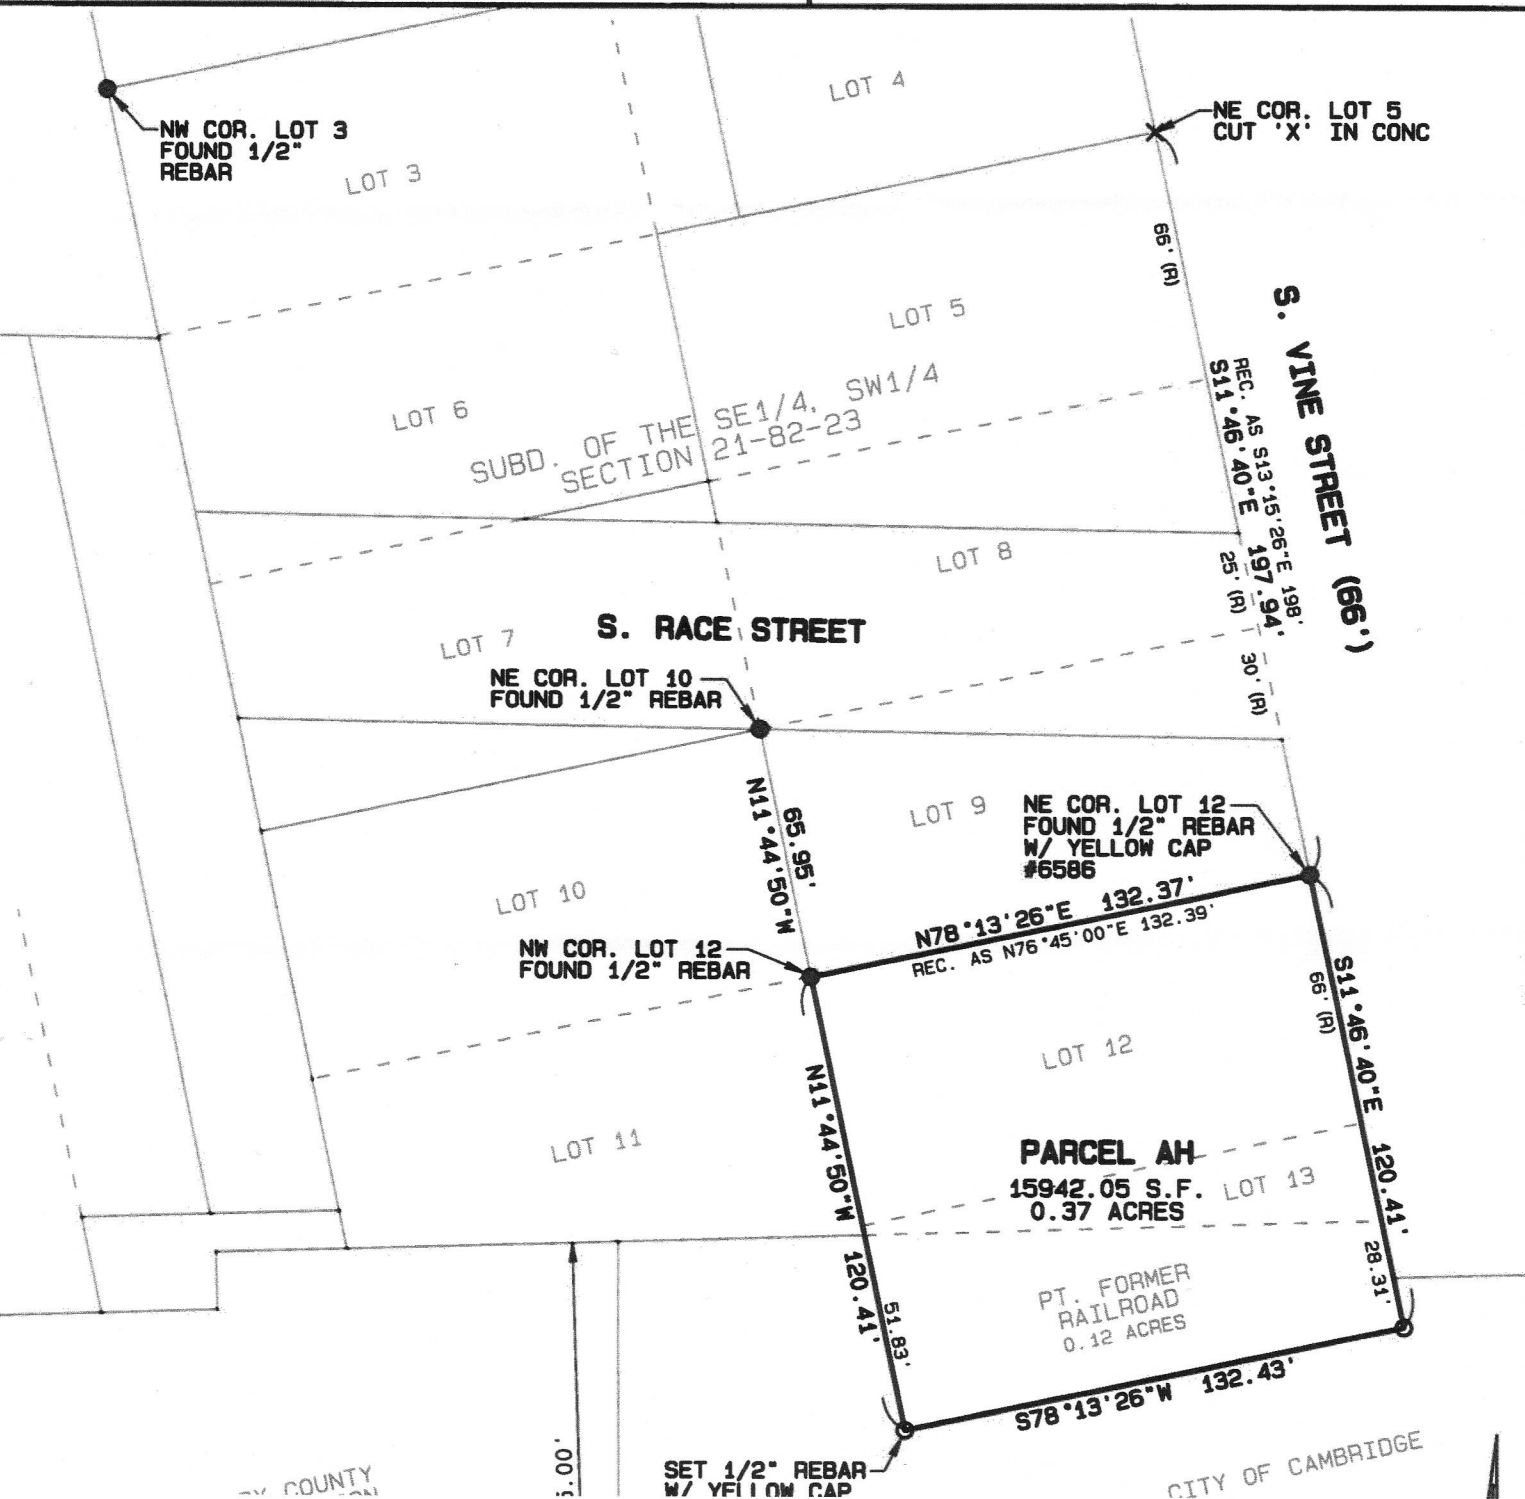 LOT 4
NE COR. LOT 5
CUT 'X' IN CONC
NW COR. LOT 3
FOUND 1/2"
REBAR
LOT 3
66' (R)
LOT 5
S. VINE STREET (66')
REC. AS S13°15'26"E 198'
S11°46'40"E 197.94'
LOT 6
SUBD. OF THE SE1/4, SW1/4
SECTION 21-82-23
LOT 8
25' (R)
S. RACE STREET
LOT 7
30' (R)
NE COR. LOT 10
FOUND 1/2" REBAR
65.95'
N11°44'50"W
LOT 9
NE COR. LOT 12
FOUND 1/2" REBAR
W/ YELLOW CAP
#6586
LOT 10
N78°13'26"E 132.37'
REC. AS N76°45'00"E 132.39'
NW COR. LOT 12
FOUND 1/2" REBAR
S11°46'40"E 120.41'
66' (R)
LOT 12
N11°44'50"W 120.41'
LOT 11
PARCEL AH
15942.05 S.F.
0.37 ACRES
LOT 13
28.31'
PT. FORMER
RAILROAD
0.12 ACRES
51.83'
S78°13'26"W 132.43'
SET 1/2" REBAR
W/ YELLOW CAP
CITY OF CAMBRIDGE
5.00'
COUNTY